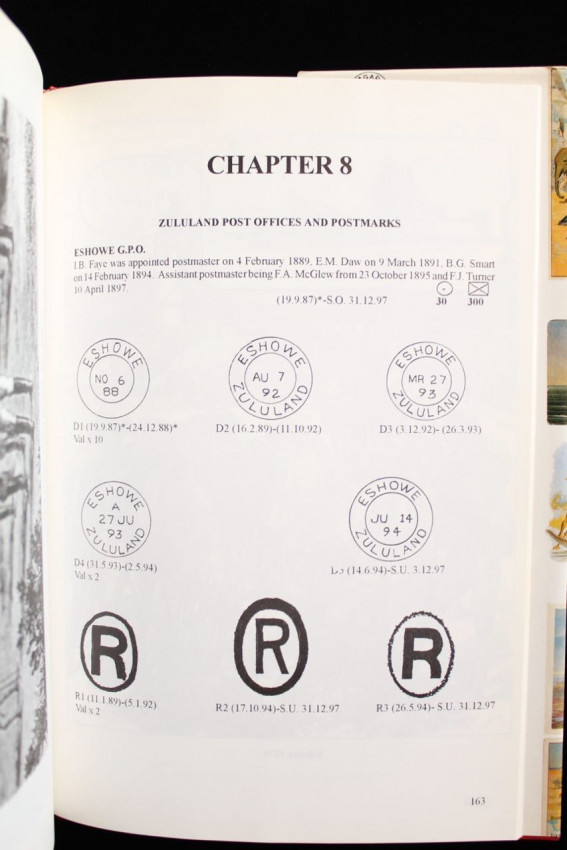 CHAPTER 8
ZULULAND POST OFFICES AND POSTMARKS
ESHOWE G.P.O.
I.B. Faye was appointed postmaster on 4 February 1889, E.M. Daw on 9 March 1891, B.G. Smart
on 14 February 1894. Assistant postmaster being F.A. McGlew from 23 October 1895 and F.J. Turner
10 April 1897.
(19.9.87)*-S.O. 31.12.97
30 300
ESHOWE
NO 6
88
ESHOWE
AU 7
92
ZULULAND
ESHOWE
MR 27
93
ZULULAND
D1 (19.9.87)*-(24.12.88)*
Val x 10
D2 (16.2.89)-(11.10.92)
D3 (3.12.92)- (26.3.93)
ESHOWE
A
27 JU
93
ZULULAND
ESHOWE
JU 14
94
ZULULAND
D4 (31.5.93)-(2.5.94)
Val x 2
(14.6.94)-S.U. 3.12.97
R
R
R
R1 (11.1.89)-(5.1.92)
Val x 2
R2 (17.10.94)-S.U. 31.12.97
R3 (26.5.94)- S.U. 31.12.97
163